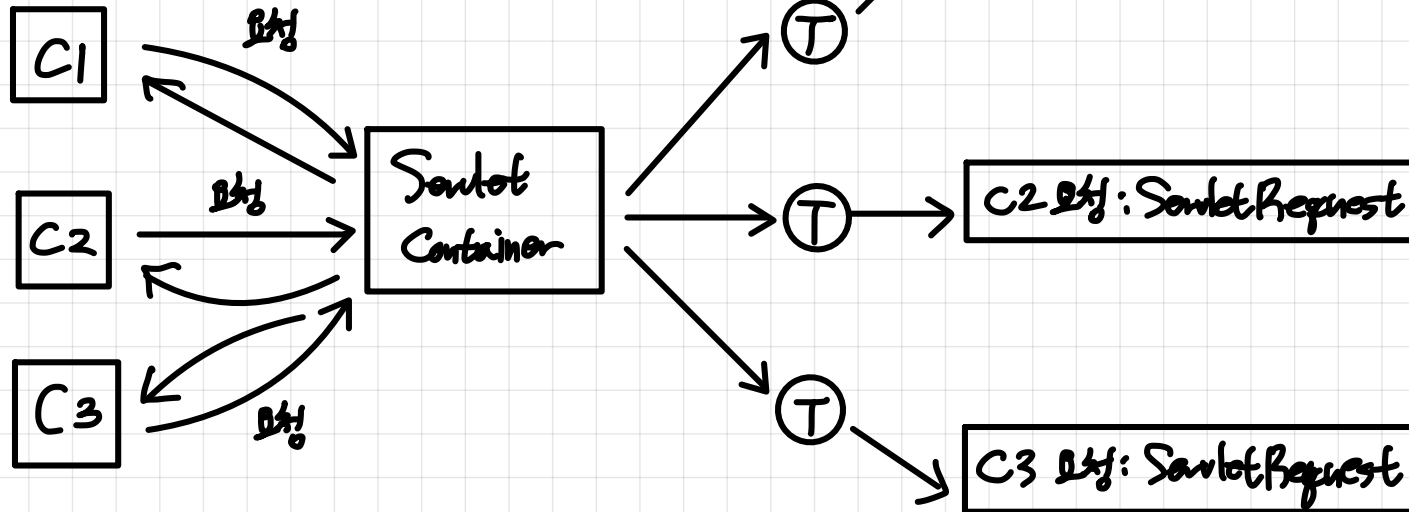 C1
요청
T
Servlet
Container
요청
C2
T
C2 요청: ServletRequest
C3
요청
T
C3 요청: ServletRequest